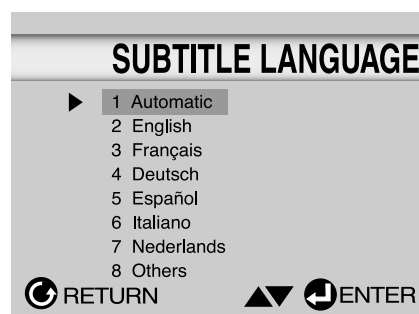 SUBTITLE LANGUAGE
1 Automatic
2 English
3 Français
4 Deutsch
5 Español
6 Italiano
7 Nederlands
8 Others
RETURN ENTER